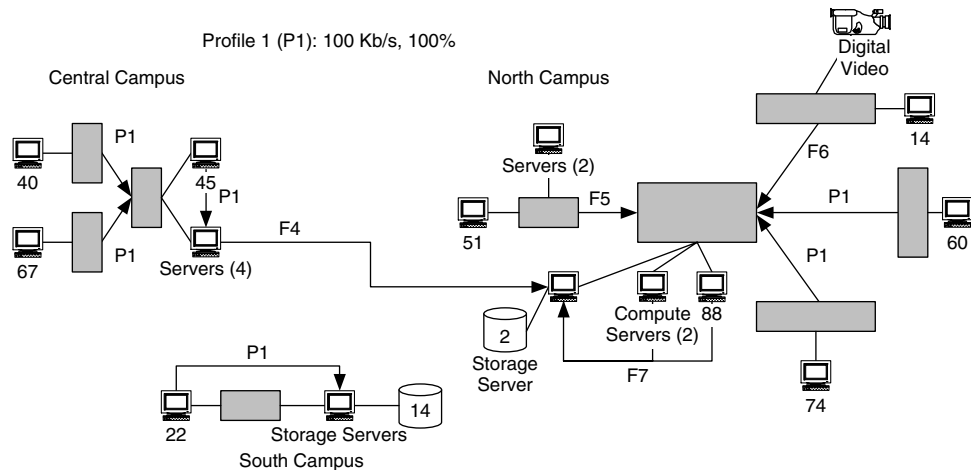 Profile 1 (P1): 100 Kb/s, 100%
Central Campus
North Campus
Digital
Video
P1
40
45
P1
67
P1
Servers (4)
F4
Servers (2)
51
F5
F6
14
P1
60
P1
74
2
Storage
Server
Compute
Servers (2)
88
F7
P1
22
Storage Servers
14
South Campus